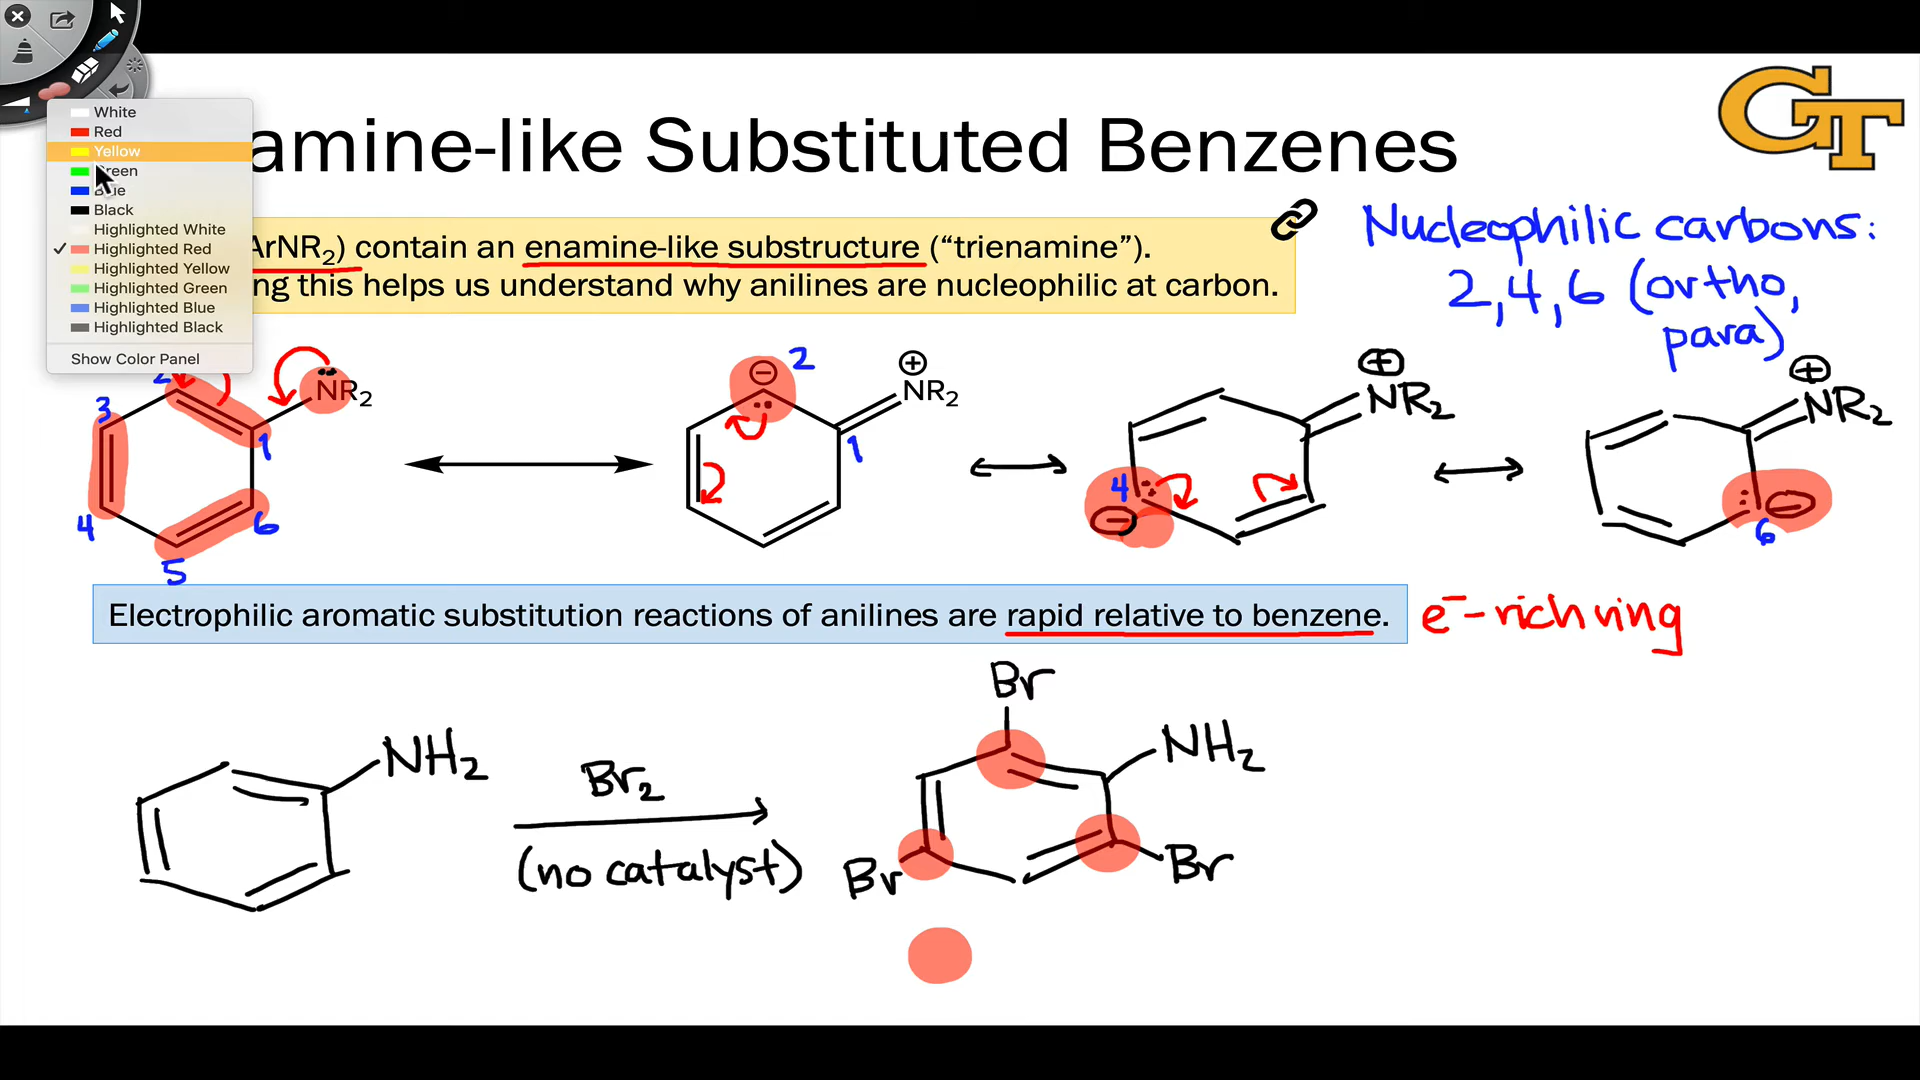 GT
White
Red
Yellow
Green
Blue
Black
Highlighted White
Highlighted Red
Highlighted Yellow
Highlighted Green
Highlighted Blue
Highlighted Black
Show Color Panel
amine-like Substituted Benzenes
ArNR₂) contain an enamine-like substructure (“trienamine”).
ng this helps us understand why anilines are nucleophilic at carbon.
Nucleophilic carbons:
2,4,6 (ortho,
para)
2 3 4 5 6 1 NR₂
⊖ 2 1 ⊕ NR₂
4 ⊖ ⊕ NR₂
⊖ 6 ⊕ NR₂
Electrophilic aromatic substitution reactions of anilines are rapid relative to benzene.
e⁻-rich ring
NH₂
Br₂
(no catalyst)
Br
NH₂
Br
Br